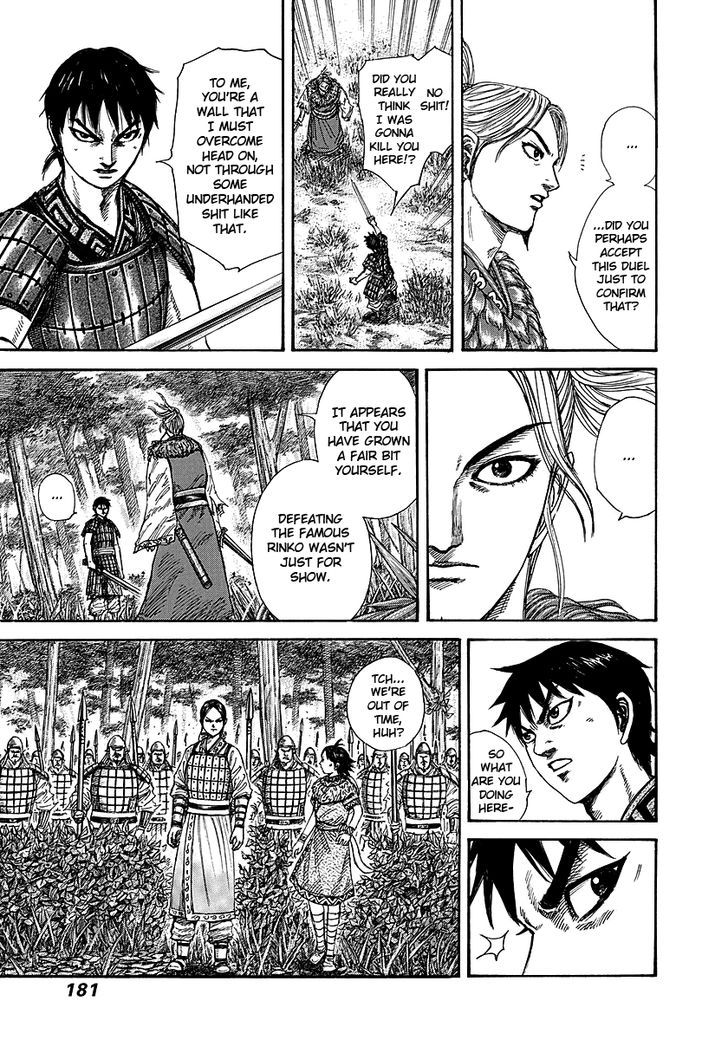 ...
...DID YOU
PERHAPS
ACCEPT
THIS DUEL
JUST TO
CONFIRM
THAT?
NO
SHIT!
DID YOU
REALLY
THINK
I WAS
GONNA
KILL YOU
HERE!?
TO ME,
YOU'RE A
WALL THAT
I MUST
OVERCOME
HEAD ON,
NOT THROUGH
SOME
UNDERHANDED
SHIT LIKE
THAT.
...
IT APPEARS
THAT YOU
HAVE GROWN
A FAIR BIT
YOURSELF.
DEFEATING
THE FAMOUS
RINKO WASN'T
JUST FOR
SHOW.
...
SO
WHAT
ARE YOU
DOING
HERE-
TCH...
WE'RE
OUT OF
TIME,
HUH?
181